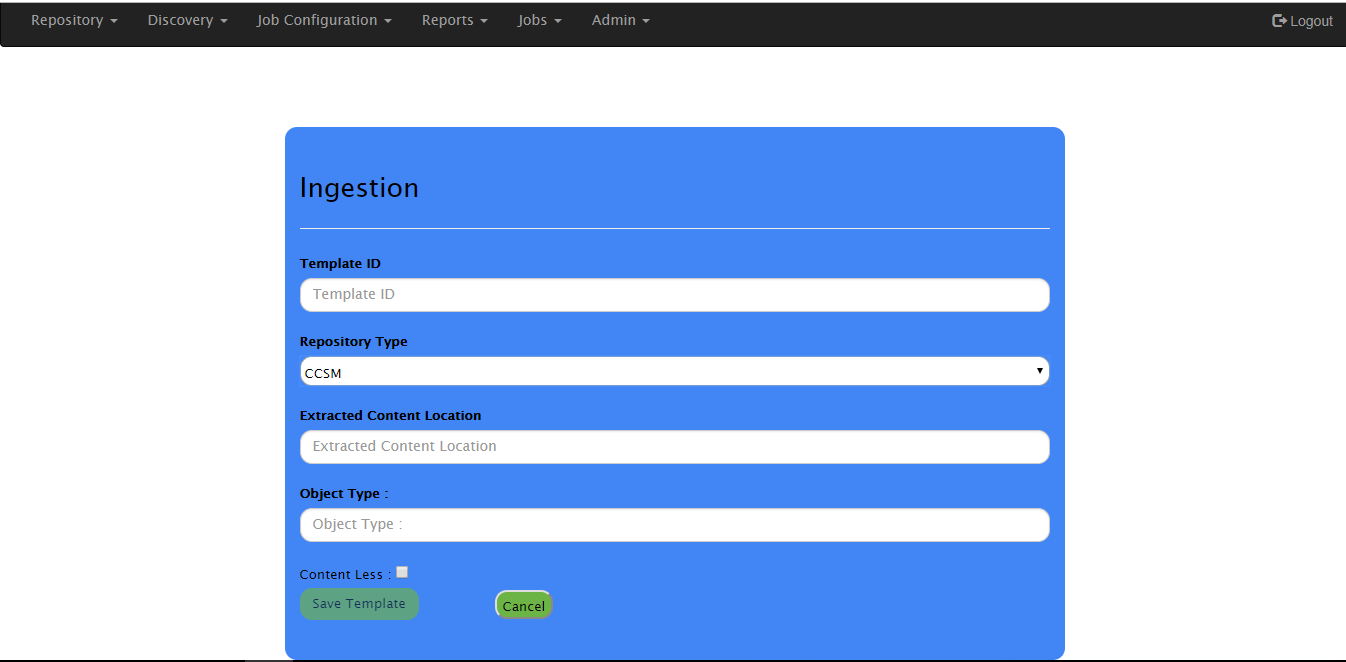 Repository Discovery Job Configuration Reports Jobs Admin Logout
Ingestion
Template ID
Template ID
Repository Type
CCSM
Extracted Content Location
Extracted Content Location
Object Type :
Object Type :
Content Less :
Save Template Cancel